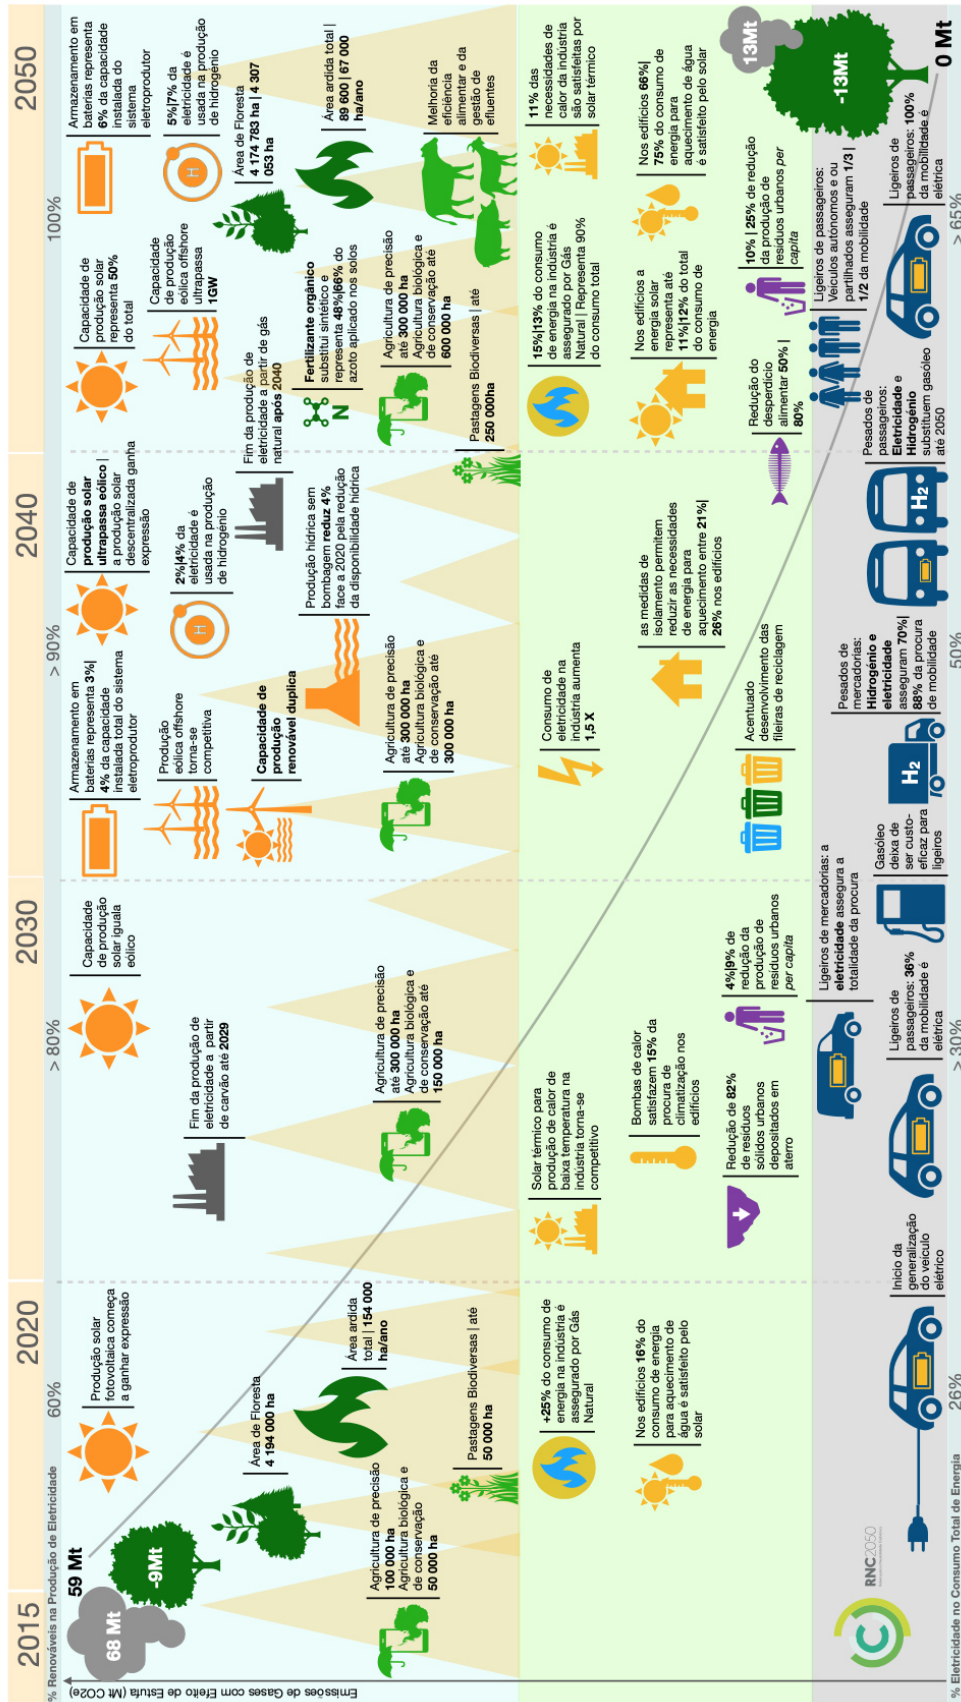 2015
2020
2030
2040
2050
% Renováveis na Produção de Eletricidade
60%
> 80%
> 90%
100%
Emissões de Gases com Efeito de Estufa (Mt CO2e)
59 Mt
68 Mt
-9Mt
Produção solar
fotovoltaica começa
a ganhar expressão
Área de Floresta
4 194 000 ha
Área ardida
total | 154 000
ha/ano
Agricultura de precisão
100 000 ha
Agricultura biológica e
de conservação
50 000 ha
Pastagens Biodiversas | até
50 000 ha
+25% do consumo de
energia na indústria é
assegurado por Gás
Natural
Nos edifícios 16% do
consumo de energia
para aquecimento de
água é satisfeito pelo
solar
RNC2050
Início da
generalização
do veículo
elétrico
Capacidade
de produção
solar iguala
eólico
Fim da produção de
eletricidade a partir
de carvão até 2029
Agricultura de precisão
até 300 000 ha
Agricultura biológica e
de conservação até
150 000 ha
Solar térmico para
produção de calor de
baixa temperatura na
indústria torna-se
competitivo
Bombas de calor
satisfazem 15% da
procura de
climatização nos
edifícios
Redução de 82%
de resíduos
sólidos urbanos
depositados em
aterro
4%|9% de
redução da
produção de
resíduos urbanos
per capita
Ligeiros de mercadorias: a
eletricidade assegura a
totalidade da procura
Ligeiros de
passageiros: 36%
da mobilidade é
elétrica
Gasóleo
deixa de
ser custo-
eficaz para
ligeiros
Armazenamento em
baterias representa 3%|
4% da capacidade
instalada total do sistema
eletroprodutor
Capacidade de
produção solar
ultrapassa eólico |
a produção solar
descentralizada ganha
expressão
Produção
eólica offshore
torna-se
competitiva
H
2%|4% da
eletricidade é
usada na produção
de hidrogénio
Capacidade de
produção
renovável duplica
Produção hídrica sem
bombagem reduz 4%
face a 2020 pela redução
da disponibilidade hídrica
Fim da produção de
eletricidade a partir de gás
natural após 2040
Agricultura de precisão
até 300 000 ha
Agricultura biológica e
de conservação até
300 000 ha
Consumo de
eletricidade na
indústria aumenta
1,5 X
as medidas de
isolamento permitem
reduzir as necessidades
de energia para
aquecimento entre 21%|
26% nos edifícios
Acentuado
desenvolvimento das
fileiras de reciclagem
H2
Pesados de
mercadorias:
Hidrogénio e
eletricidade
asseguram 70%|
88% da procura
de mobilidade
H2
Pesados de
passageiros:
Eletricidade e
Hidrogénio
substituem gasóleo
até 2050
Capacidade de
produção solar
representa 50%
do total
Armazenamento em
baterias representa
6% da capacidade
instalada do
sistema
eletroprodutor
Capacidade
de produção
eólica offshore
ultrapassa
1GW
H
5%|7% da
eletricidade é
usada na produção
de hidrogénio
Área de Floresta
4 174 783 ha | 4 307
053 ha
N
Fertilizante orgânico
substitui sintético e
representa 48%|66% do
azoto aplicado nos solos
Área ardida total |
89 600 | 67 000
ha/ano
Agricultura de precisão
até 300 000 ha
Agricultura biológica e
de conservação até
600 000 ha
Melhoria da
eficiência
alimentar e da
gestão de
efluentes
Pastagens Biodiversas | até
250 000ha
15%|13% do consumo
de energia na indústria é
assegurado por Gás
Natural | Representa 90%
do consumo total
11% das
necessidades de
calor da indústria
são satisfeitas por
solar térmico
Nos edifícios a
energia solar
representa até
11%|12% do total
do consumo de
energia
Nos edifícios 66%|
75% do consumo de
energia para
aquecimento de água
é satisfeito pelo solar
Redução do
desperdício
alimentar 50% |
80%
10% | 25% de redução
da produção de
resíduos urbanos per
capita
Ligeiros de passageiros:
Veículos autónomos e ou
partilhados asseguram 1/3 |
1/2 da mobilidade
Ligeiros de
passageiros: 100%
da mobilidade é
elétrica
13Mt
-13Mt
0 Mt
% Eletricidade no Consumo Total de Energia
26%
> 30%
50%
> 65%